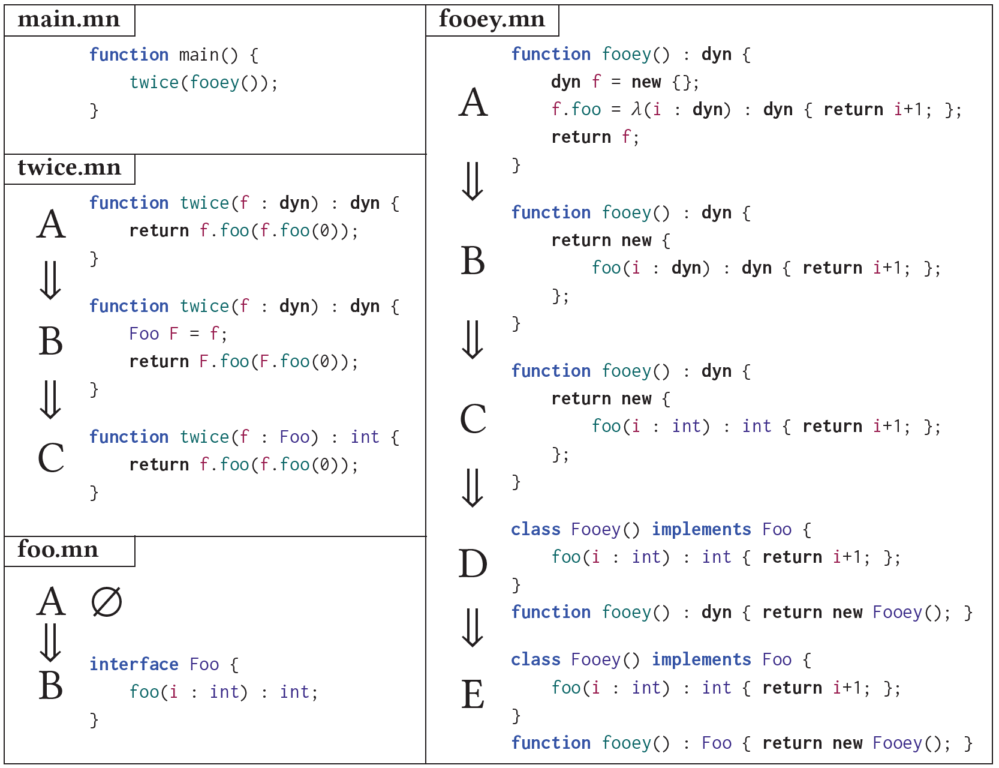 main.mn
function main() {
    twice(fooey());
}
twice.mn
A
function twice(f : dyn) : dyn {
    return f.foo(f.foo(0));
}
⇓
B
function twice(f : dyn) : dyn {
    Foo F = f;
    return F.foo(F.foo(0));
}
⇓
C
function twice(f : Foo) : int {
    return f.foo(f.foo(0));
}
foo.mn
A ∅
⇓
B
interface Foo {
    foo(i : int) : int;
}
fooey.mn
A
function fooey() : dyn {
    dyn f = new {};
    f.foo = λ(i : dyn) : dyn { return i+1; };
    return f;
}
⇓
B
function fooey() : dyn {
    return new {
        foo(i : dyn) : dyn { return i+1; };
    };
}
⇓
C
function fooey() : dyn {
    return new {
        foo(i : int) : int { return i+1; };
    };
}
⇓
D
class Fooey() implements Foo {
    foo(i : int) : int { return i+1; };
}
function fooey() : dyn { return new Fooey(); }
⇓
E
class Fooey() implements Foo {
    foo(i : int) : int { return i+1; };
}
function fooey() : Foo { return new Fooey(); }